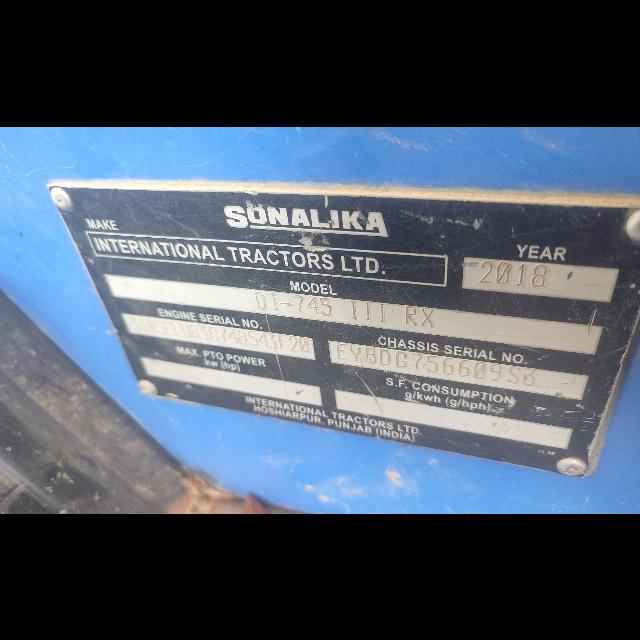 SONALIKA
MAKE
INTERNATIONAL TRACTORS LTD.
YEAR
2018
MODEL
DI-745 III RX
ENGINE SERIAL NO.
CHASSIS SERIAL NO.
MAX. PTO POWER
kw (hp)
S.F. CONSUMPTION
g/kwh (g/hph)
INTERNATIONAL TRACTORS LTD.
HOSHIARPUR, PUNJAB (INDIA)